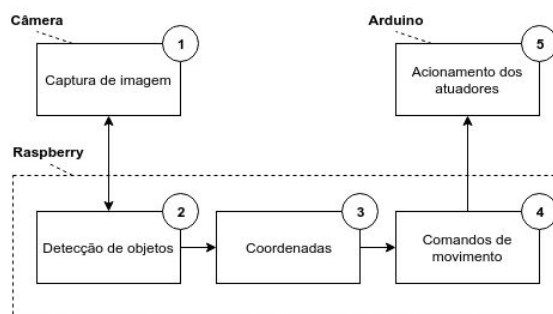 Câmera
Arduino
1
5
Captura de imagem
Acionamento dos
atuadores
Raspberry
2
3
4
Detecção de objetos
Coordenadas
Comandos de
movimento